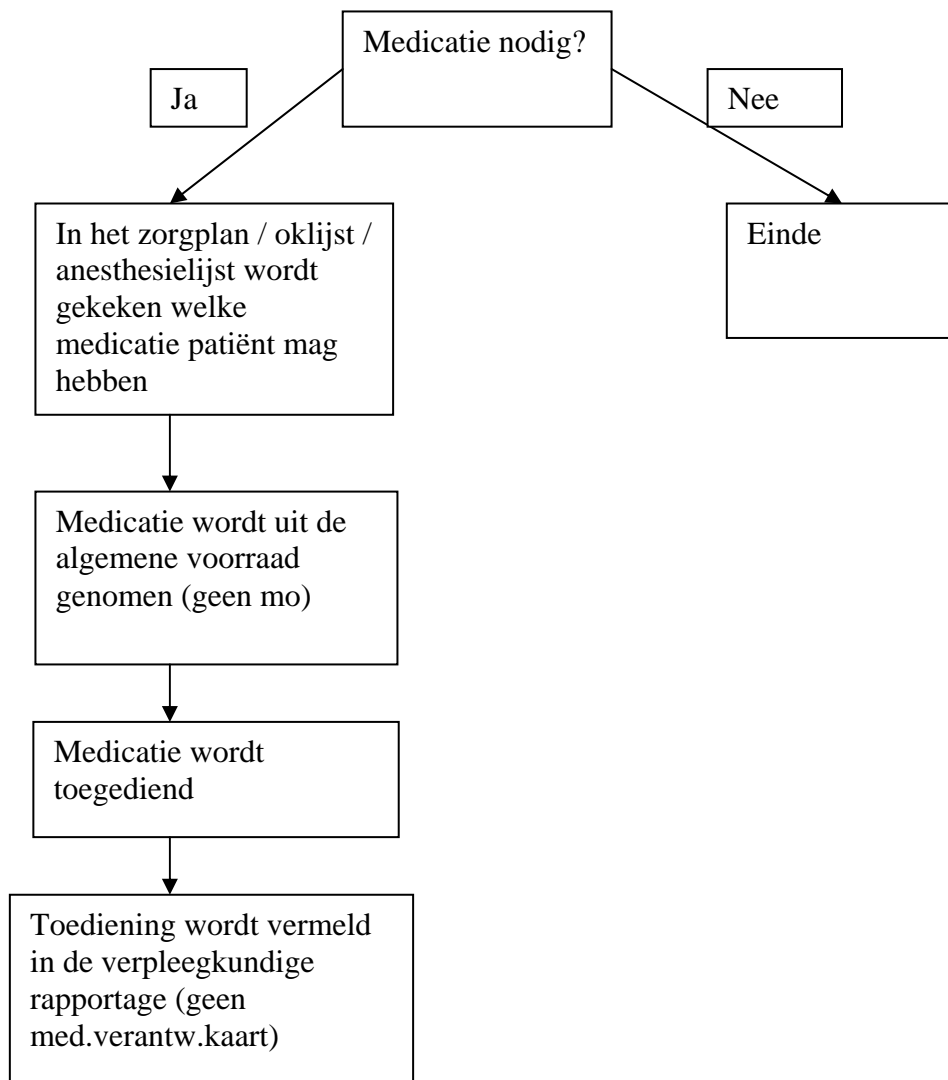 Medicatie nodig?
Ja
Nee
In het zorgplan / oklijst /
anesthesielijst wordt
gekeken welke
medicatie patiënt mag
hebben
Einde
Medicatie wordt uit de
algemene voorraad
genomen (geen mo)
Medicatie wordt
toegediend
Toediening wordt vermeld
in de verpleegkundige
rapportage (geen
med.verantw.kaart)